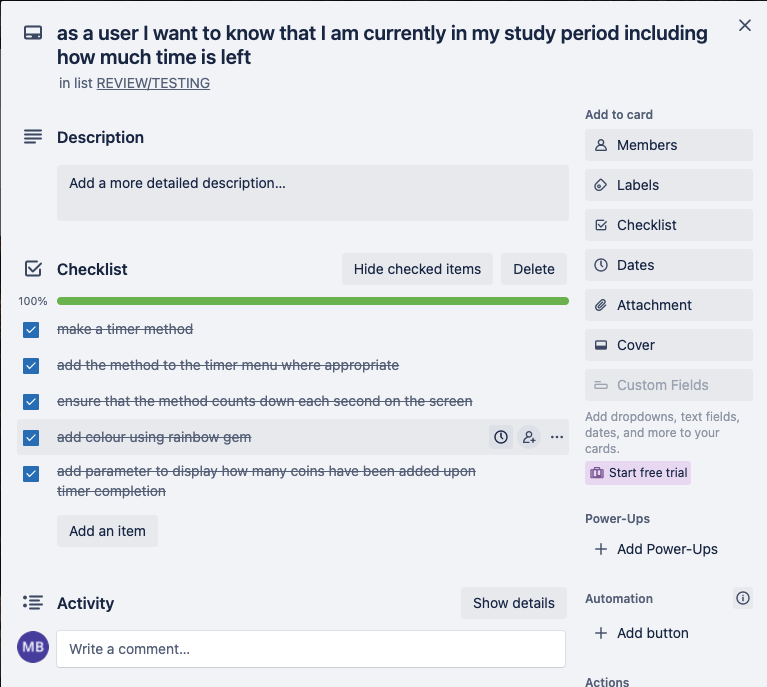 as a user I want to know that I am currently in my study period including
how much time is left
in list REVIEW/TESTING
Add to card
Members
Labels
Checklist
Dates
Attachment
Cover
Custom Fields
Add dropdowns, text fields,
dates, and more to your
cards.
Start free trial
Power-Ups
Add Power-Ups
Automation
Add button
Actions
Description
Add a more detailed description...
Checklist
Hide checked items
Delete
100%
make a timer method
add the method to the timer menu where appropriate
ensure that the method counts down each second on the screen
add colour using rainbow gem
add parameter to display how many coins have been added upon
timer completion
Add an item
Activity
Show details
MB
Write a comment...